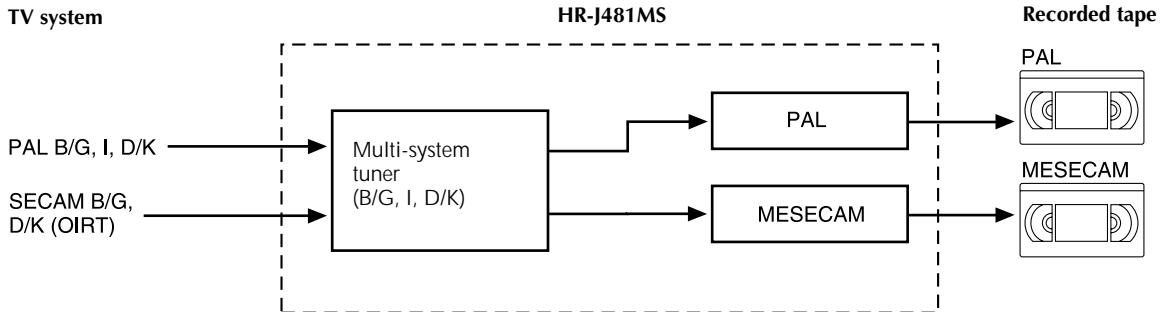 TV system
HR-J481MS
Recorded tape
PAL
PAL B/G, I, D/K
SECAM B/G,
D/K (OIRT)
Multi-system
tuner
(B/G, I, D/K)
PAL
MESECAM
MESECAM